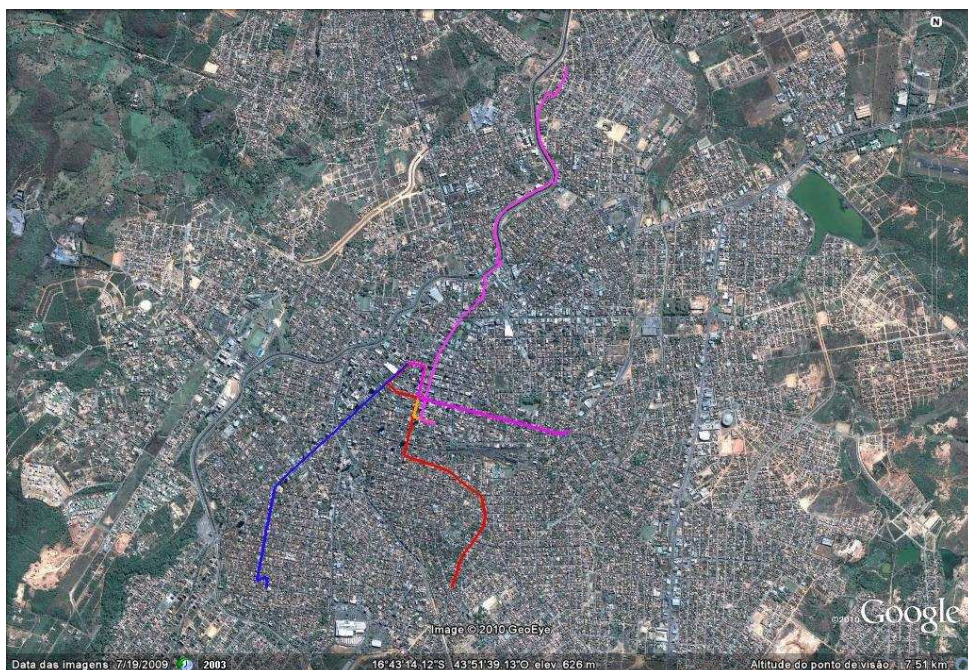 N
©2010 Google
Image © 2010 GeoEye
Data das imagens: 7/19/2009 2003 16°43'14.12"S 43°51'39.13"O elev 626 m Altitude do ponto de visão 7.51 km